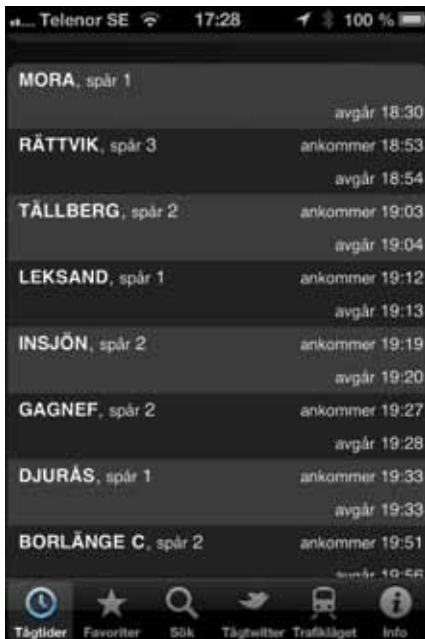 Telenor SE 17:28 100 %
MORA, spår 1
avgår 18:30
RÄTTVIK, spår 3 ankommer 18:53
avgår 18:54
TÄLLBERG, spår 2 ankommer 19:03
avgår 19:04
LEKSAND, spår 1 ankommer 19:12
avgår 19:13
INSJÖN, spår 2 ankommer 19:19
avgår 19:20
GAGNEF, spår 2 ankommer 19:27
avgår 19:28
DJURÅS, spår 1 ankommer 19:33
avgår 19:33
BORLÄNGE C, spår 2 ankommer 19:51
avgår 19:56
Tågtider Favoriter Sök Tågtwitter Trafikläget Info